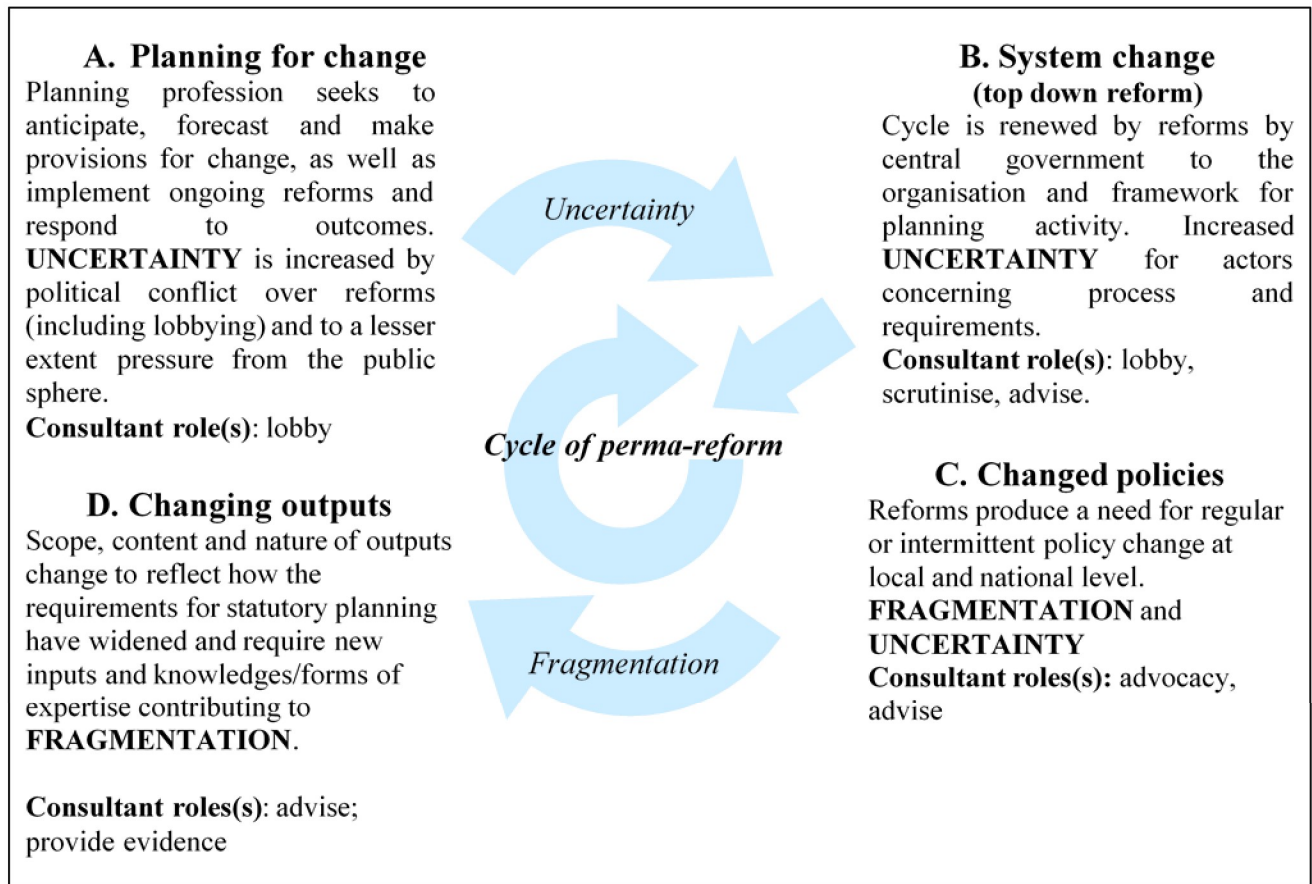 A. Planning for change
Planning profession seeks to
anticipate, forecast and make
provisions for change, as well as
implement ongoing reforms and
respond to outcomes.
UNCERTAINTY is increased by
political conflict over reforms
(including lobbying) and to a lesser
extent pressure from the public
sphere.
Consultant role(s): lobby
B. System change
(top down reform)
Cycle is renewed by reforms by
central government to the
organisation and framework for
planning activity. Increased
UNCERTAINTY for actors
concerning process and
requirements.
Consultant role(s): lobby,
scrutinise, advise.
Uncertainty
Cycle of perma-reform
Fragmentation
C. Changed policies
Reforms produce a need for regular
or intermittent policy change at
local and national level.
FRAGMENTATION and
UNCERTAINTY
Consultant roles(s): advocacy,
advise
D. Changing outputs
Scope, content and nature of outputs
change to reflect how the
requirements for statutory planning
have widened and require new
inputs and knowledges/forms of
expertise contributing to
FRAGMENTATION.
Consultant roles(s): advise;
provide evidence